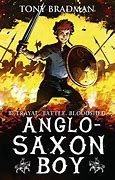 TONY BRADMAN
BETRAYAL. BATTLE. BLOODSHED.
ANGLO-
SAXON
BOY